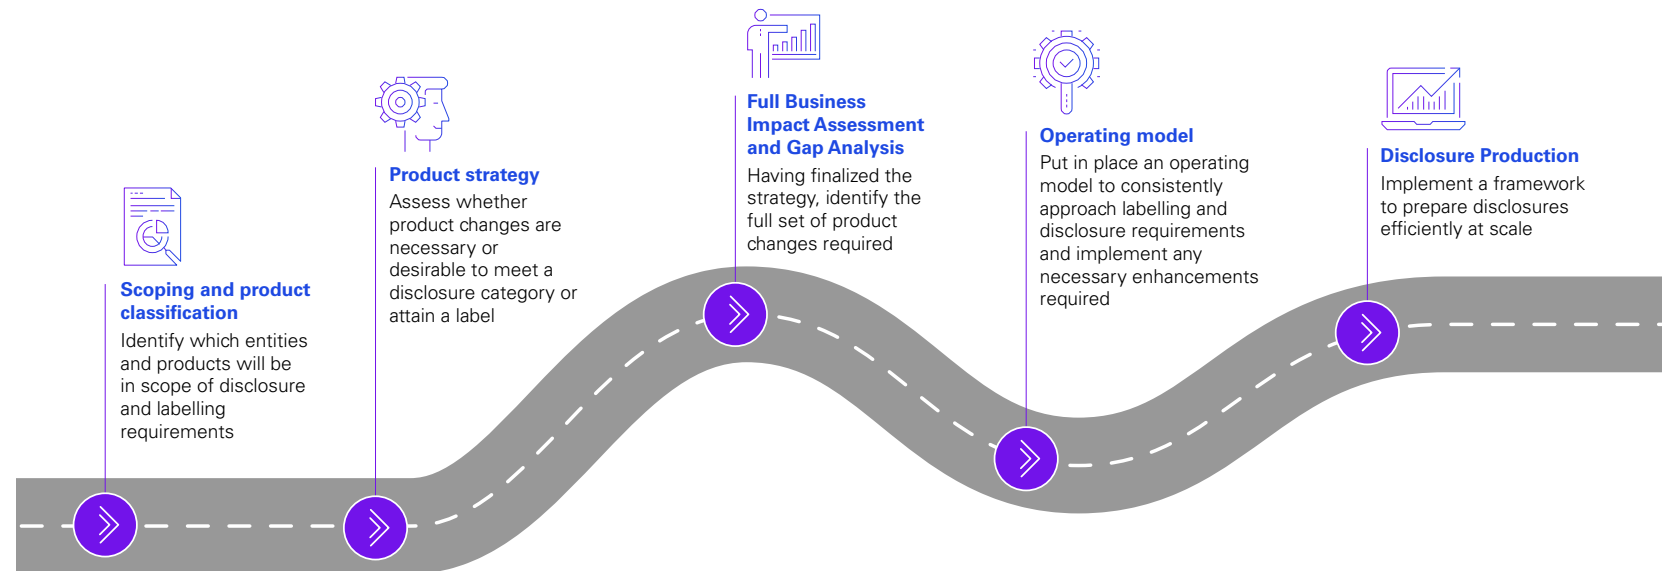 Scoping and product
classification
Identify which entities
and products will be
in scope of disclosure
and labelling
requirements
Product strategy
Assess whether
product changes are
necessary or
desirable to meet a
disclosure category or
attain a label
Full Business
Impact Assessment
and Gap Analysis
Having finalized the
strategy, identify the
full set of product
changes required
Operating model
Put in place an operating
model to consistently
approach labelling and
disclosure requirements
and implement any
necessary enhancements
required
Disclosure Production
Implement a framework
to prepare disclosures
efficiently at scale